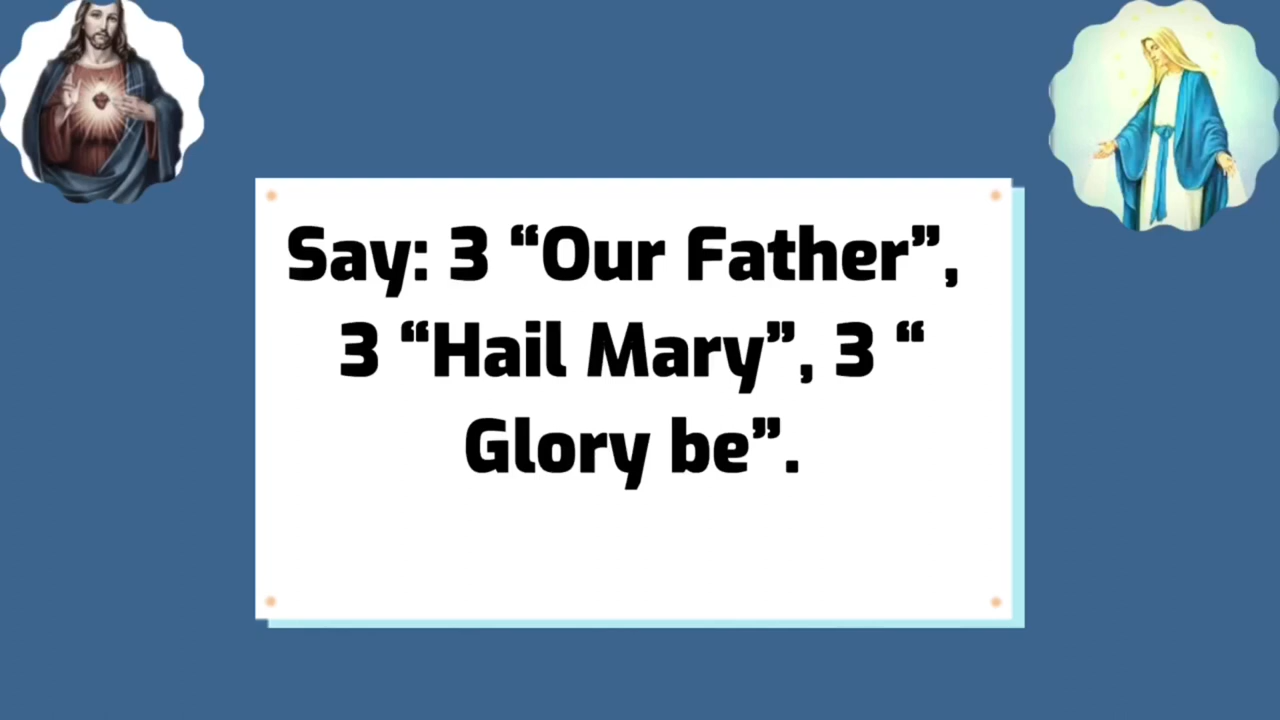 Say: 3 “Our Father”,
3 “Hail Mary”, 3 “
Glory be”.